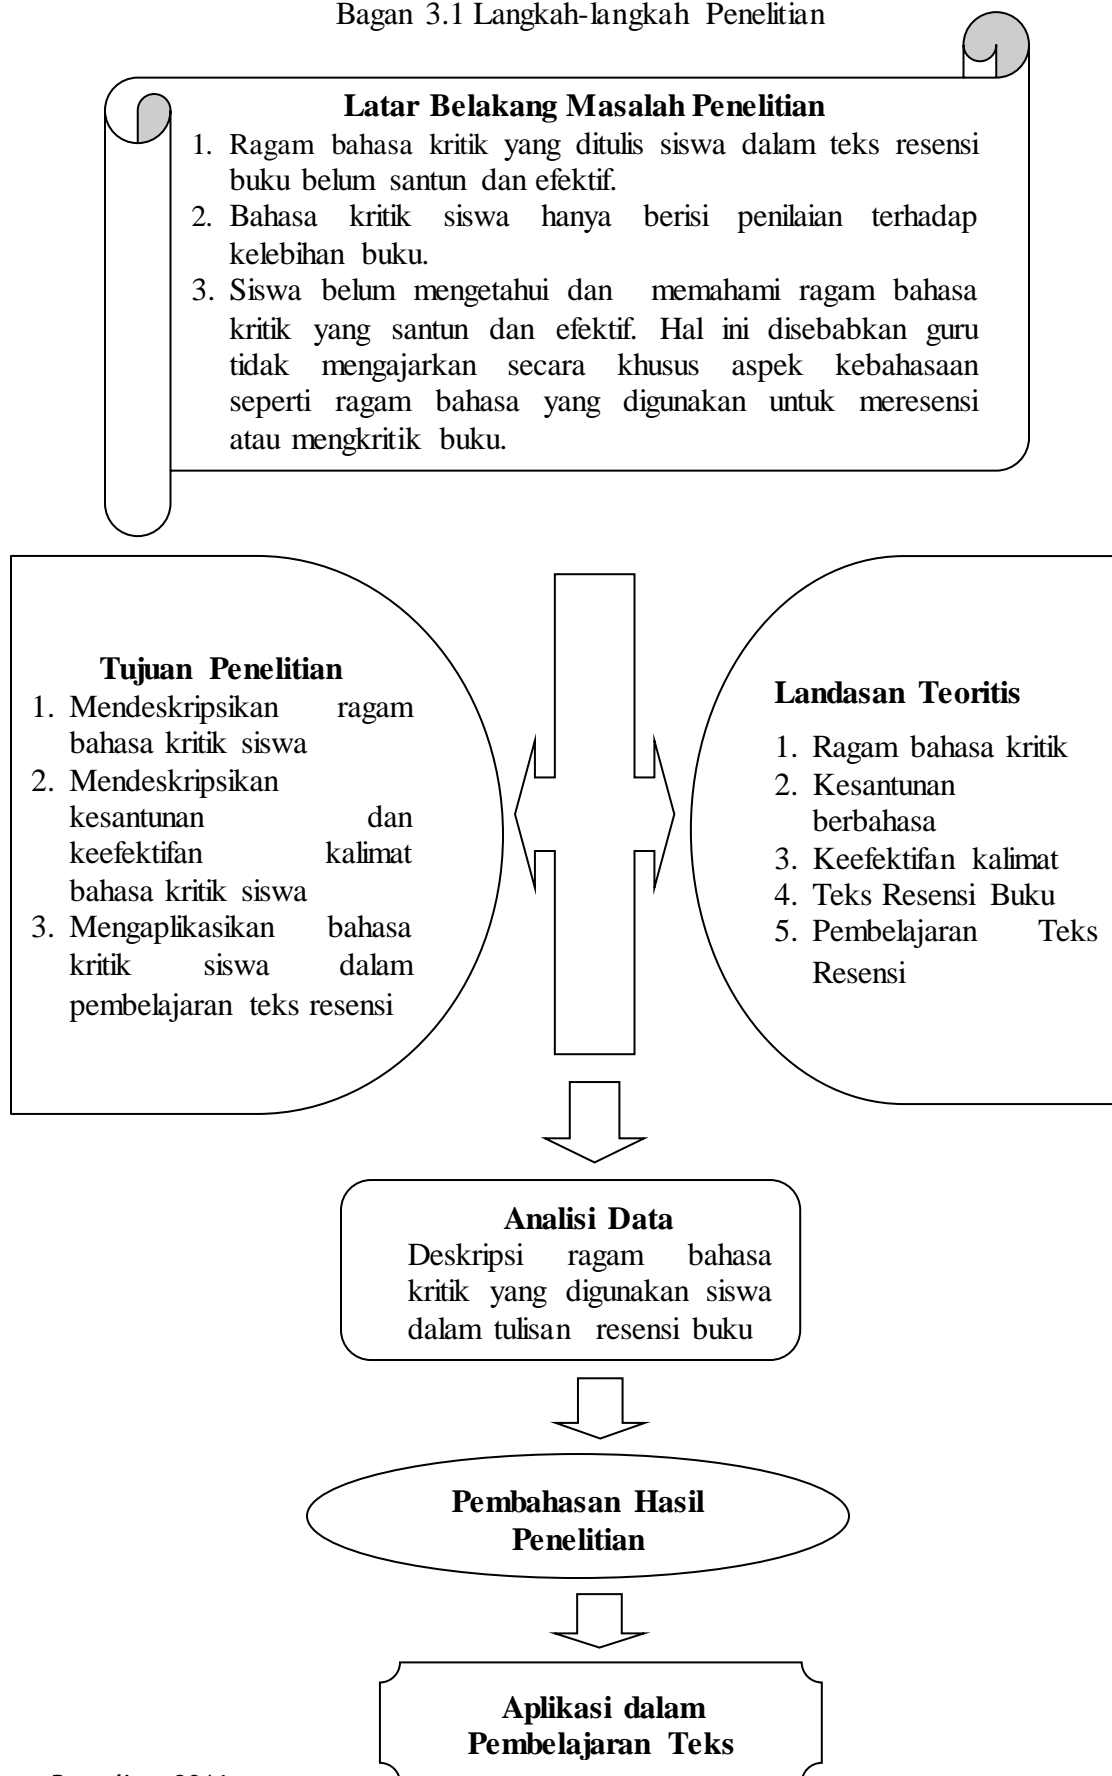 Bagan 3.1 Langkah-langkah Penelitian
Latar Belakang Masalah Penelitian
1. Ragam bahasa kritik yang ditulis siswa dalam teks resensi
buku belum santun dan efektif.
2. Bahasa kritik siswa hanya berisi penilaian terhadap
kelebihan buku.
3. Siswa belum mengetahui dan memahami ragam bahasa
kritik yang santun dan efektif. Hal ini disebabkan guru
tidak mengajarkan secara khusus aspek kebahasaan
seperti ragam bahasa yang digunakan untuk meresensi
atau mengkritik buku.
Tujuan Penelitian
1. Mendeskripsikan ragam
bahasa kritik siswa
2. Mendeskripsikan
kesantunan dan
keefektifan kalimat
bahasa kritik siswa
3. Mengaplikasikan bahasa
kritik siswa dalam
pembelajaran teks resensi
Landasan Teoritis
1. Ragam bahasa kritik
2. Kesantunan
berbahasa
3. Keefektifan kalimat
4. Teks Resensi Buku
5. Pembelajaran Teks
Resensi
Analisi Data
Deskripsi ragam bahasa
kritik yang digunakan siswa
dalam tulisan resensi buku
Pembahasan Hasil
Penelitian
Aplikasi dalam
Pembelajaran Teks